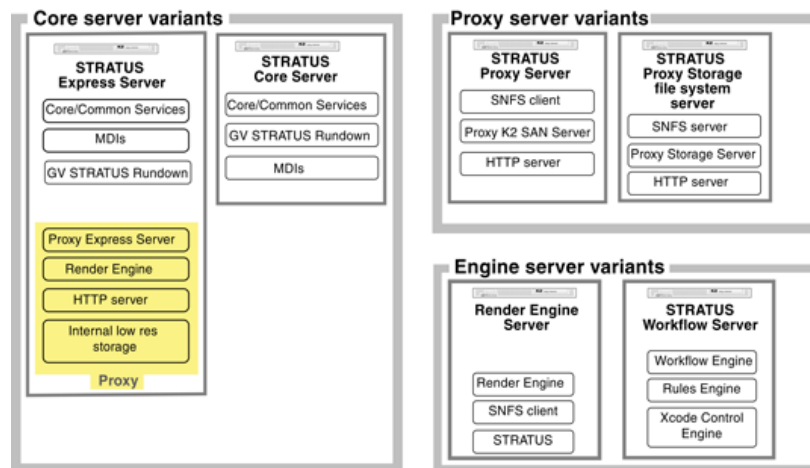 Core server variants
STRATUS
Express Server
Core/Common Services
MDIs
GV STRATUS Rundown
Proxy Express Server
Render Engine
HTTP server
Internal low res
storage
Proxy
STRATUS
Core Server
Core/Common Services
GV STRATUS Rundown
MDIs
Proxy server variants
STRATUS
Proxy Server
SNFS client
Proxy K2 SAN Server
HTTP server
STRATUS
Proxy Storage
file system
server
SNFS server
Proxy Storage Server
HTTP server
Engine server variants
Render Engine
Server
Render Engine
SNFS client
STRATUS
STRATUS
Workflow Server
Workflow Engine
Rules Engine
Xcode Control
Engine